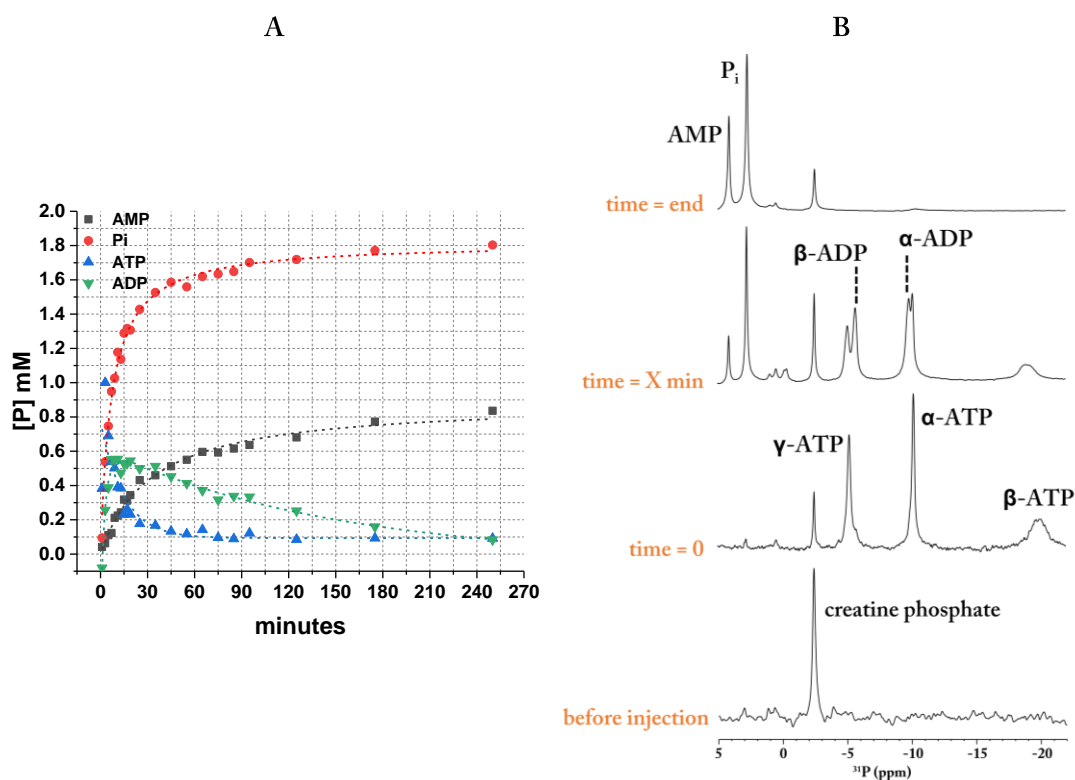 A
AMP
Pi
ATP
ADP
[P] mM
2.0
1.8
1.6
1.4
1.2
1.0
0.8
0.6
0.4
0.2
0.0
0 30 60 90 120 150 180 210 240 270
minutes
B
Pi
AMP
time = end
β-ADP α-ADP
time = X min
γ-ATP α-ATP β-ATP
time = 0
creatine phosphate
before injection
5 0 -5 -10 -15 -20
³¹P (ppm)